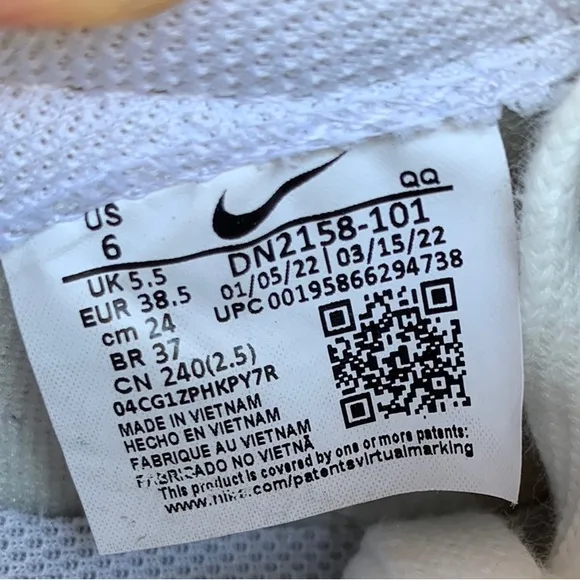 US
6
UK 5.5
EUR 38.5
cm 24
BR 37
CN 240(2.5)
04CG1ZPHKPY7R
MADE IN VIETNAM
HECHO EN VIETNAM
FABRIQUE AU VIETNAM
FABRICADO NO VIETNÃ
This product is covered by one or more patents:
www.nike.com/patentsvirtualmarking
QQ
DN2158-101
01/05/22 | 03/15/22
UPC 00195866294738